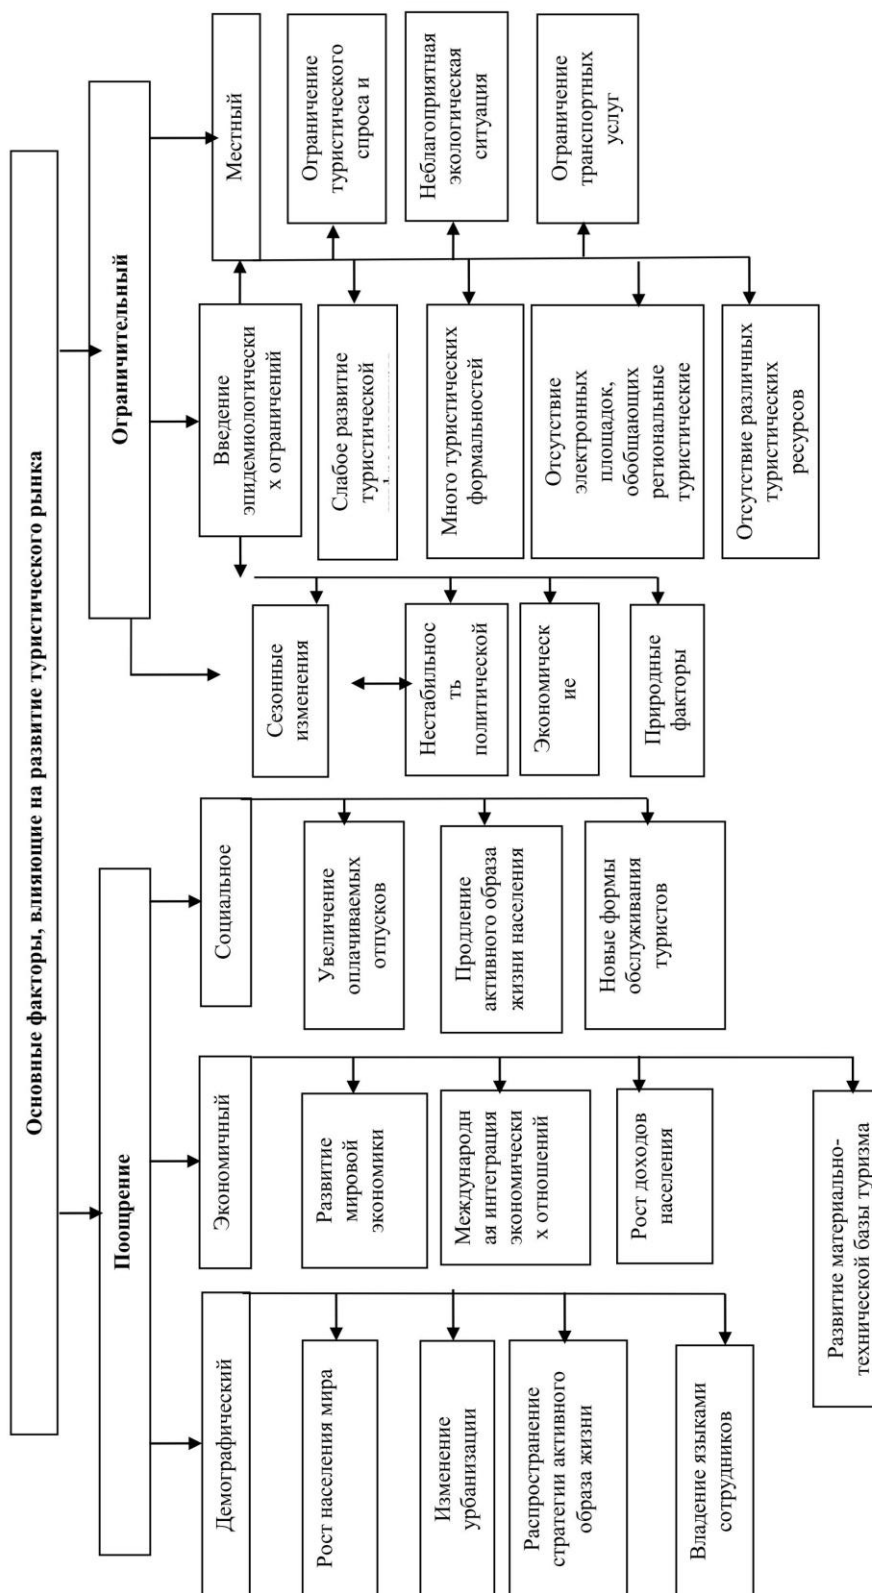 Основные факторы, влияющие на развитие туристического рынка
Поощрение
Ограничительный
Демографический
Рост населения мира
Изменение
урбанизации
Распространение
стратегии активного
образа жизни
Владение языками
сотрудников
Экономичный
Развитие
мировой
экономики
Международн
ая интеграция
экономически
х отношений
Рост доходов
населения
Развитие материально-
технической базы туризма
Социальное
Увеличение
оплачиваемых
отпусков
Продление
активного образа
жизни населения
Новые формы
обслуживания
туристов
Сезонные
изменения
Нестабильнос
ть
политической
Экономическ
ие
Природные
факторы
Введение
эпидемиологически
х ограничений
Слабое развитие
туристической
Много туристических
формальностей
Отсутствие
электронных
площадок,
обобщающих
региональные
туристические
Отсутствие различных
туристических
ресурсов
Местный
Ограничение
туристического
спроса и
Неблагоприятная
экологическая
ситуация
Ограничение
транспортных
услуг